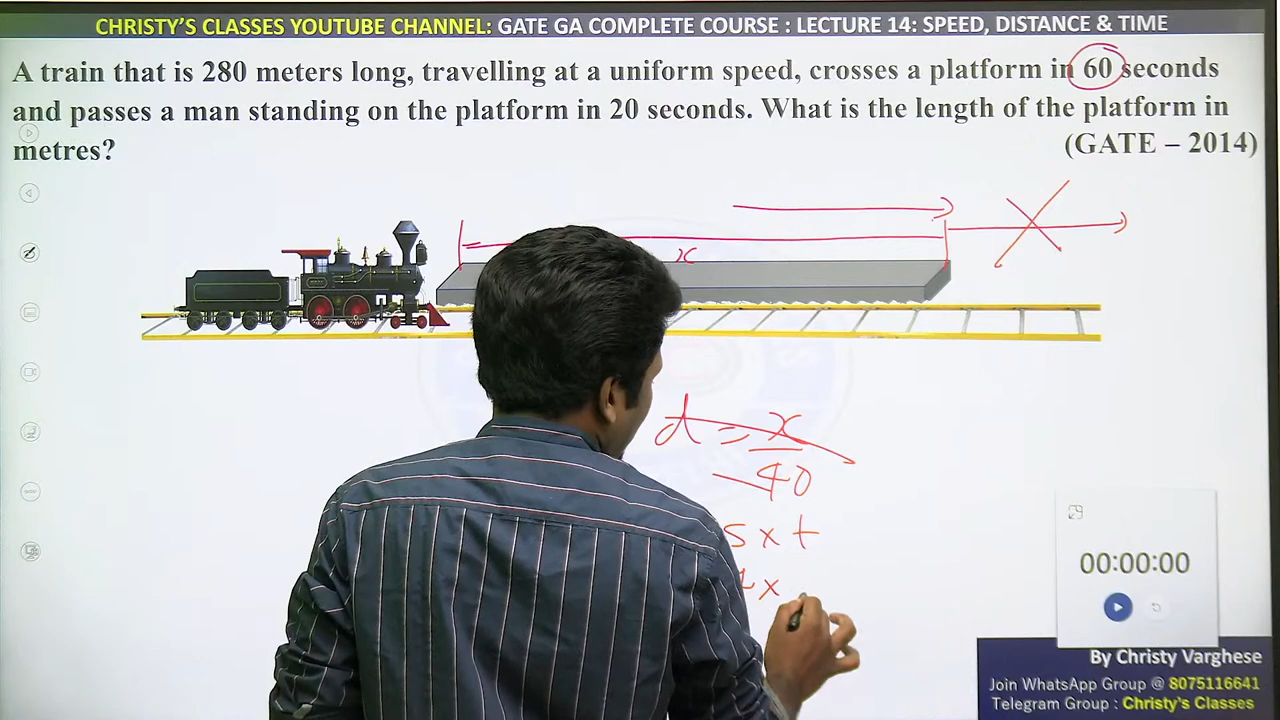 CHRISTY'S CLASSES YOUTUBE CHANNEL: GATE GA COMPLETE COURSE : LECTURE 14: SPEED, DISTANCE & TIME
A train that is 280 meters long, travelling at a uniform speed, crosses a platform in 60 seconds
and passes a man standing on the platform in 20 seconds. What is the length of the platform in
metres?
(GATE – 2014)
x
d = x
40
s x t
x
00:00:00
By Christy Varghese
Join WhatsApp Group @ 8075116641
Telegram Group : Christy's Classes